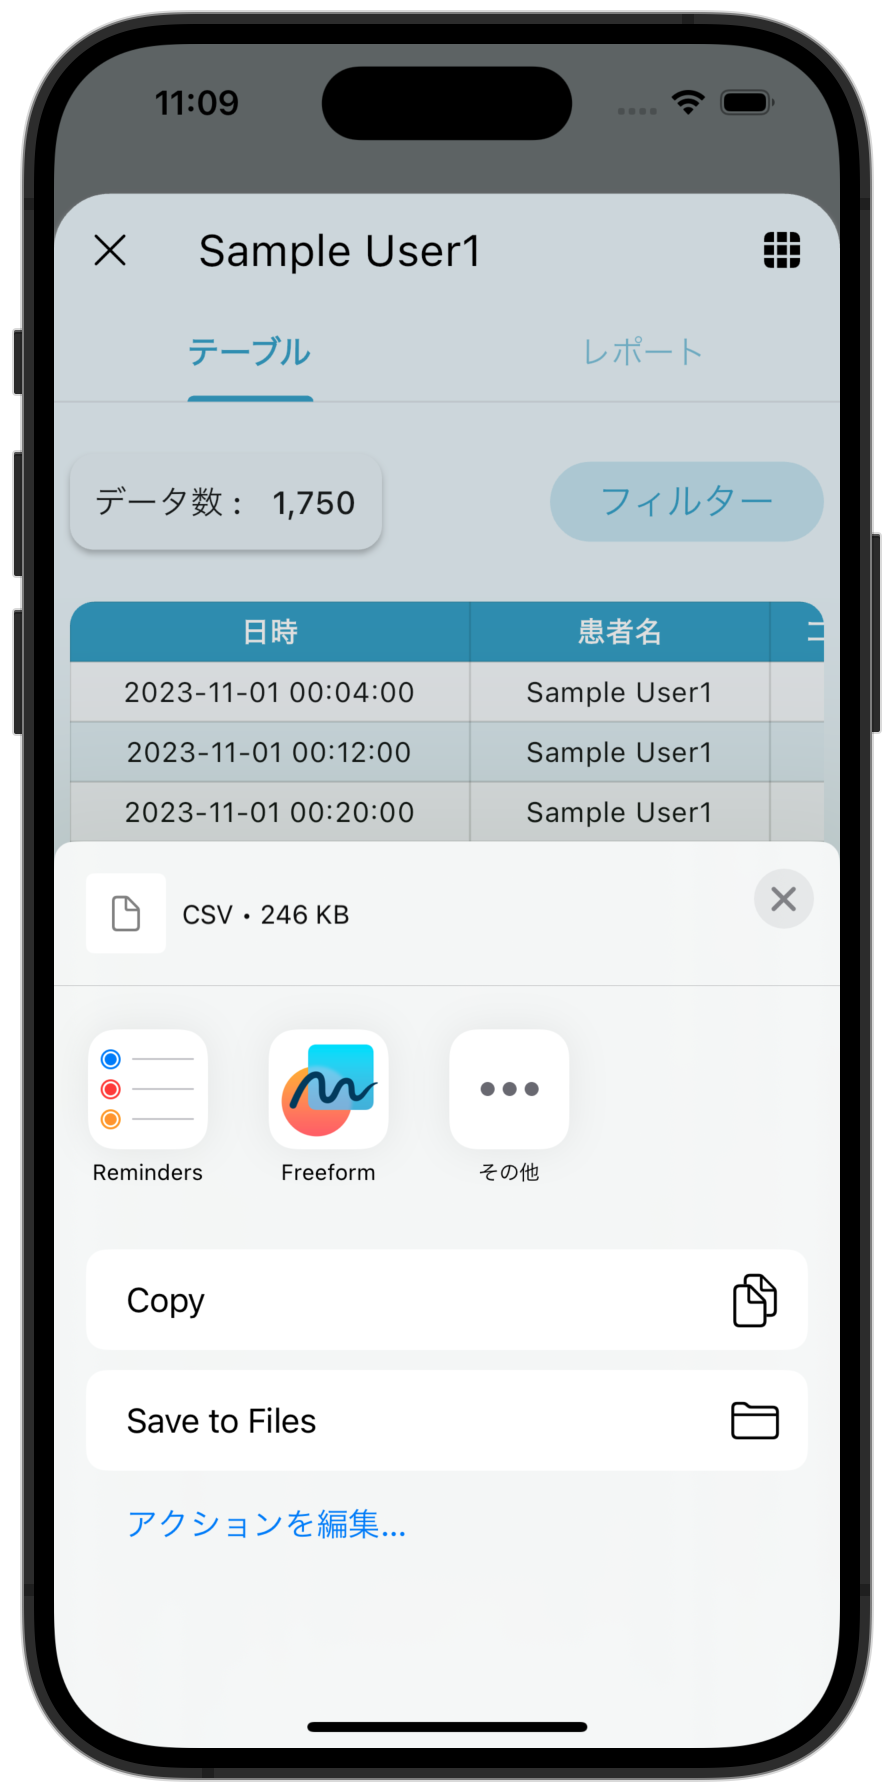 11:09
Sample User1
テーブル レポート
データ数： 1,750 フィルター
日時 患者名
2023-11-01 00:04:00 Sample User1
2023-11-01 00:12:00 Sample User1
2023-11-01 00:20:00 Sample User1
CSV • 246 KB
Reminders Freeform その他
Copy
Save to Files
アクションを編集...